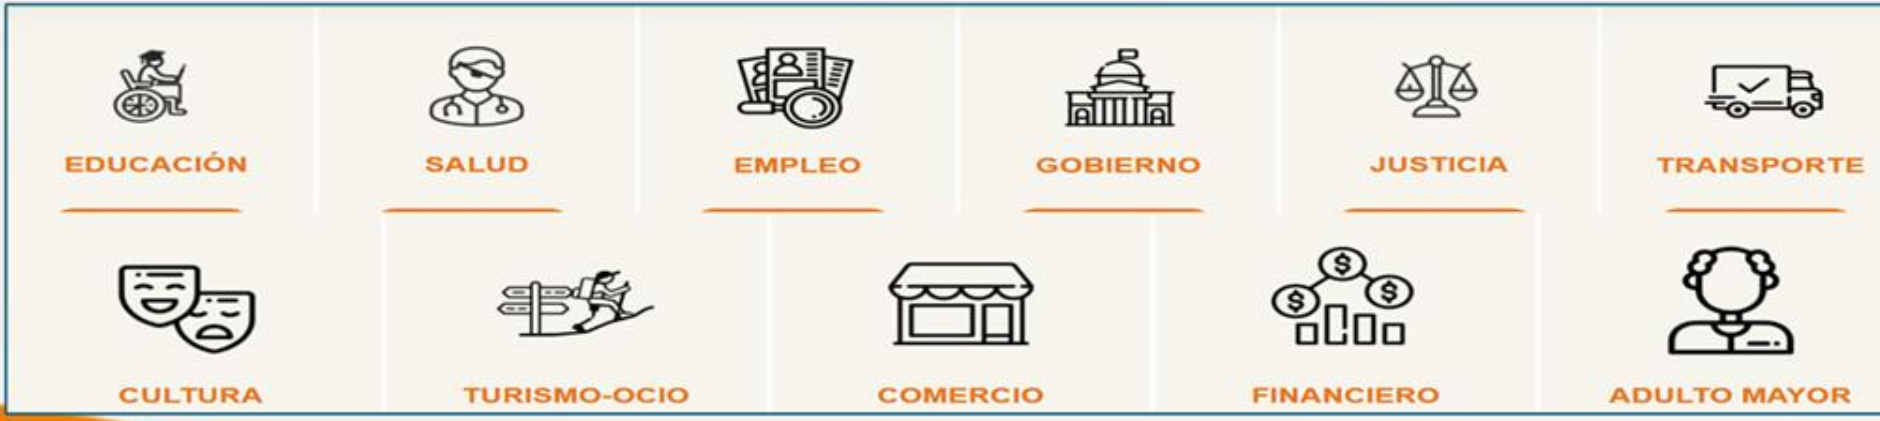 EDUCACIÓN
SALUD
EMPLEO
GOBIERNO
JUSTICIA
TRANSPORTE
CULTURA
TURISMO-OCIO
COMERCIO
FINANCIERO
ADULTO MAYOR